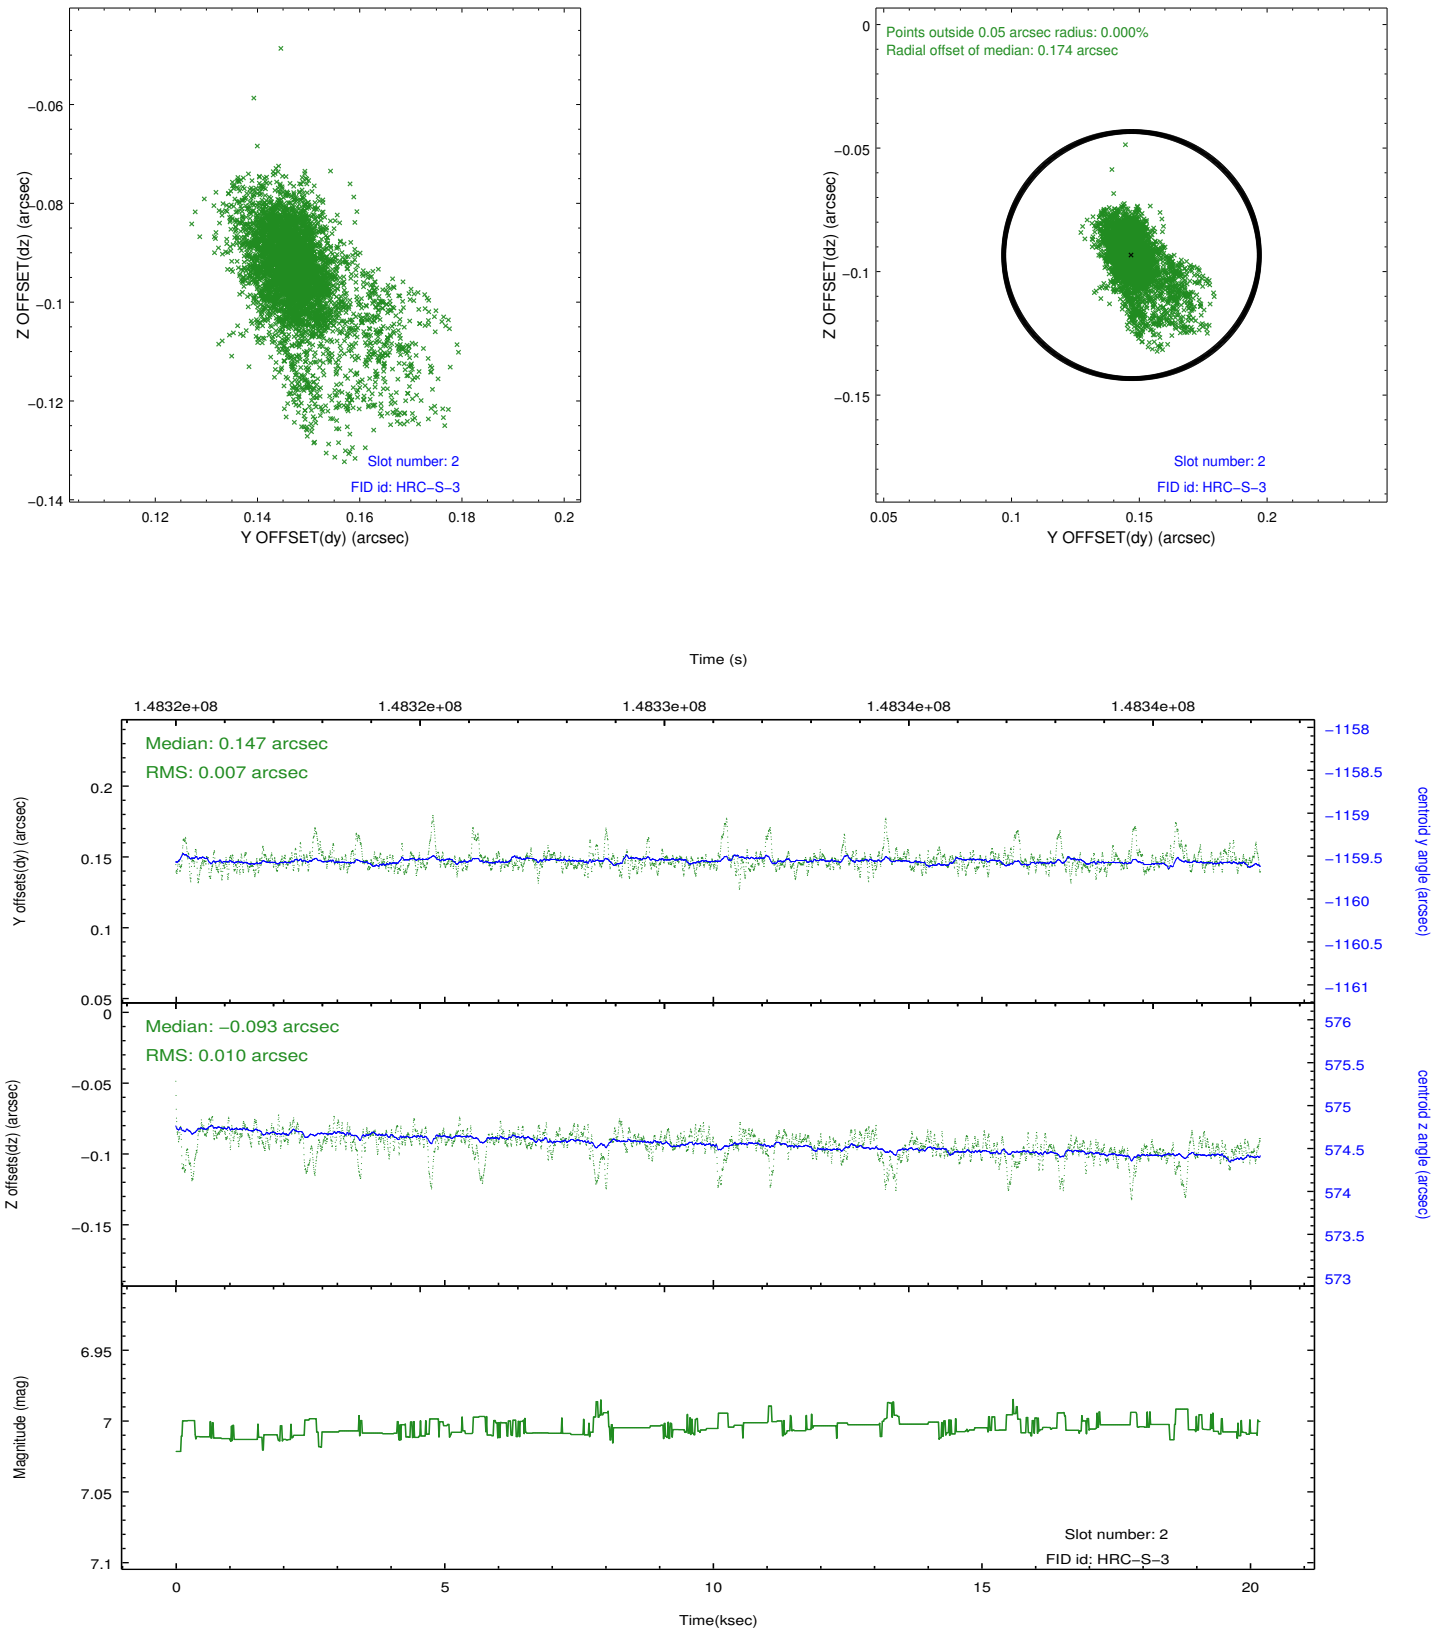 −0.06
−0.08
−0.1
−0.12
−0.14
Z OFFSET(dz) (arcsec)
0.12
0.14
0.16
0.18
0.2
Y OFFSET(dy) (arcsec)
Slot number: 2
FID id: HRC−S−3
Points outside 0.05 arcsec radius: 0.000%
Radial offset of median: 0.174 arcsec
0
−0.05
−0.1
−0.15
Z OFFSET(dz) (arcsec)
0.05
0.1
0.15
0.2
Y OFFSET(dy) (arcsec)
Slot number: 2
FID id: HRC−S−3
Time (s)
1.4832e+08
1.4832e+08
1.4833e+08
1.4834e+08
1.4834e+08
Median: 0.147 arcsec
RMS: 0.007 arcsec
0.2
0.15
0.1
0.05
Y offsets(dy) (arcsec)
−1158
−1158.5
−1159
−1159.5
−1160
−1160.5
−1161
centroid y angle (arcsec)
Median: −0.093 arcsec
RMS: 0.010 arcsec
0
−0.05
−0.1
−0.15
Z offsets(dz) (arcsec)
576
575.5
575
574.5
574
573.5
573
centroid z angle (arcsec)
6.95
7
7.05
7.1
Magnitude (mag)
Slot number: 2
FID id: HRC−S−3
0
5
10
15
20
Time(ksec)